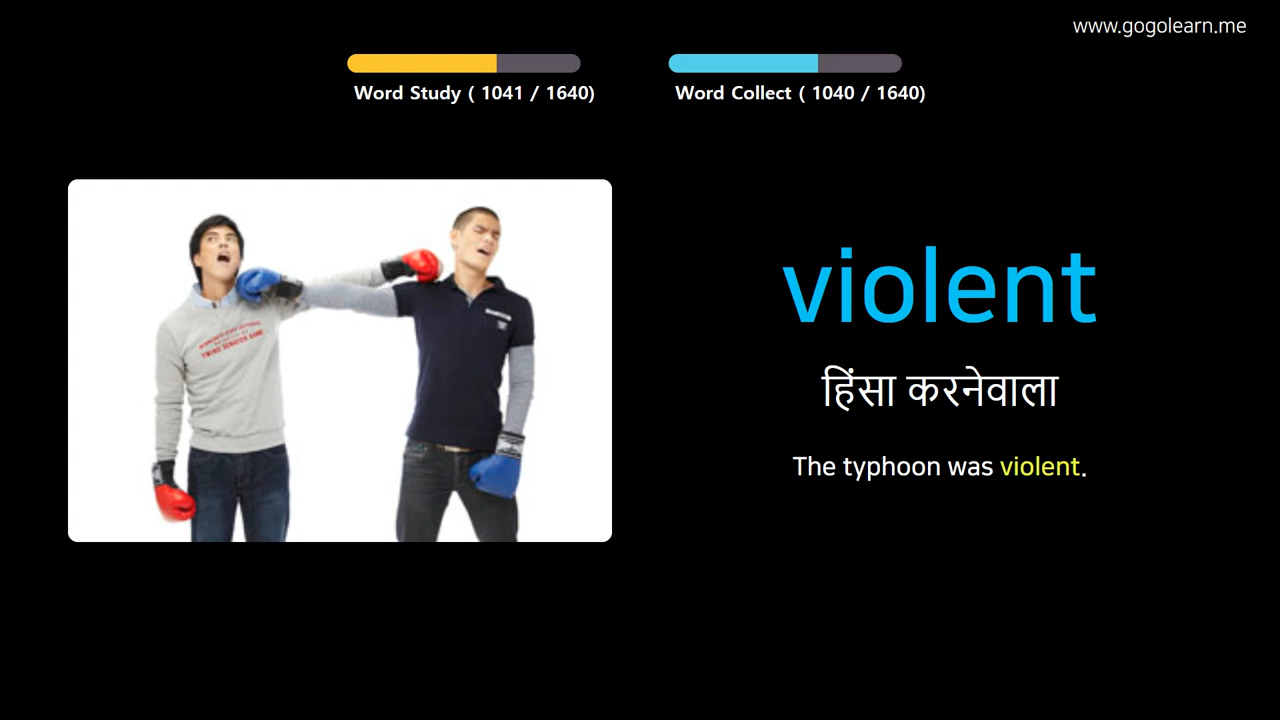 www.gogolearn.me
Word Study ( 1041 / 1640)
Word Collect ( 1040 / 1640)
violent
हिंसा करनेवाला
The typhoon was violent.